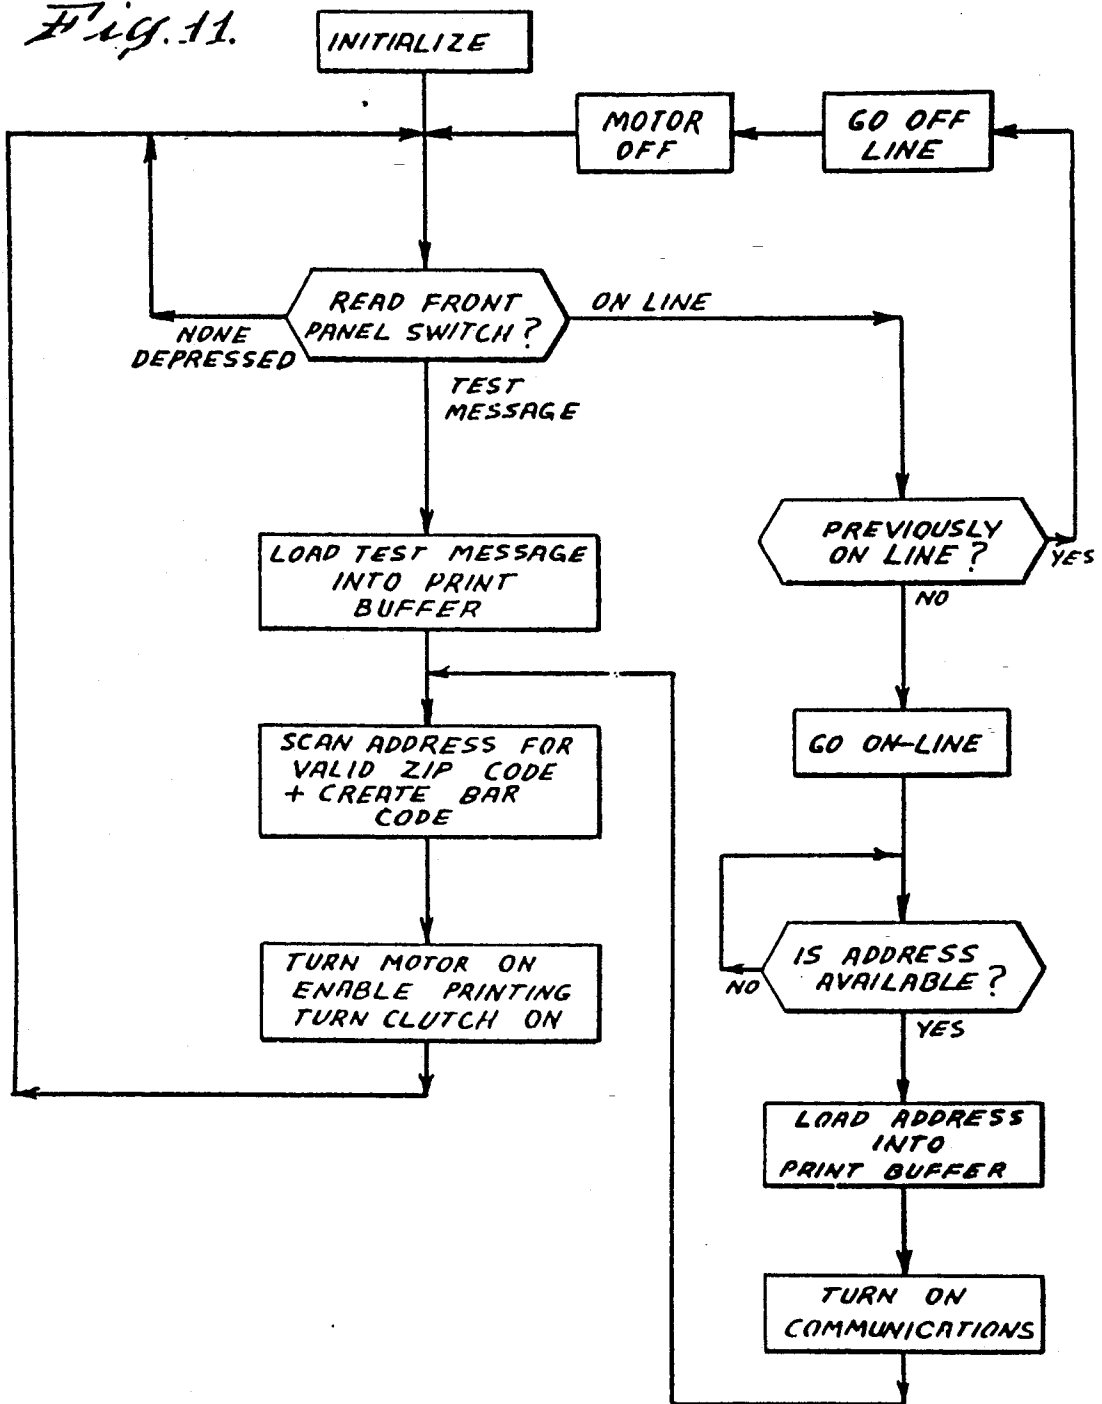 Fig. 11.
INITIALIZE
MOTOR
OFF
GO OFF
LINE
READ FRONT
PANEL SWITCH?
ON LINE
NONE
DEPRESSED
TEST
MESSAGE
PREVIOUSLY
ON LINE?
YES
NO
LOAD TEST MESSAGE
INTO PRINT
BUFFER
GO ON-LINE
SCAN ADDRESS FOR
VALID ZIP CODE
+ CREATE BAR
CODE
IS ADDRESS
AVAILABLE?
NO
YES
TURN MOTOR ON
ENABLE PRINTING
TURN CLUTCH ON
LOAD ADDRESS
INTO
PRINT BUFFER
TURN ON
COMMUNICATIONS